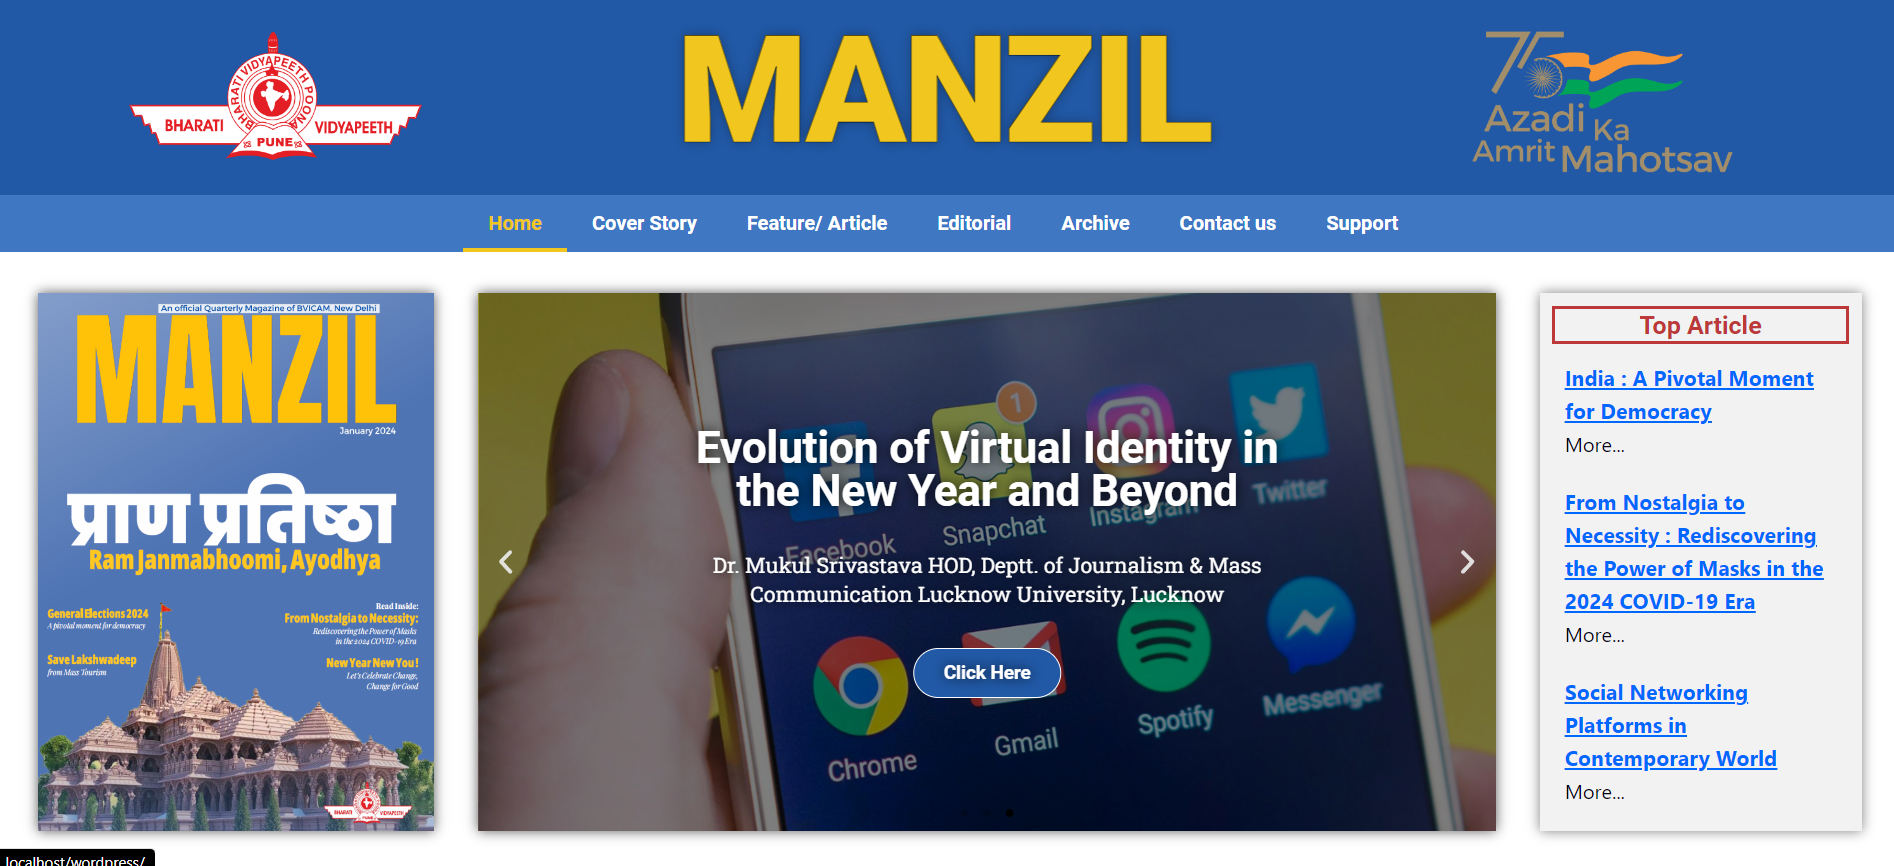 BHARATI VIDYAPEETH POONA
BHARATI VIDYAPEETH
PUNE
MANZIL
75
Azadi Ka
Amrit Mahotsav
Home Cover Story Feature/ Article Editorial Archive Contact us Support
An official Quarterly Magazine of BVICAM, New Delhi
MANZIL
January 2024
प्राण प्रतिष्ठा
Ram Janmabhoomi, Ayodhya
General Elections 2024
A pivotal moment for democracy
Save Lakshwadeep
from Mass Tourism
Read Inside:
From Nostalgia to Necessity:
Rediscovering the Power of Masks
in the 2024 COVID-19 Era
New Year New You!
Let's Celebrate Change,
Change for Good
BHARATI VIDYAPEETH
Evolution of Virtual Identity in
the New Year and Beyond
Dr. Mukul Srivastava HOD, Deptt. of Journalism & Mass
Communication Lucknow University, Lucknow
Click Here
1
Facebook
Snapchat
Instagram
Twitter
Chrome
Gmail
Spotify
Messenger
Top Article
India : A Pivotal Moment
for Democracy
More...
From Nostalgia to
Necessity : Rediscovering
the Power of Masks in the
2024 COVID-19 Era
More...
Social Networking
Platforms in
Contemporary World
More...
localhost/wordpress/